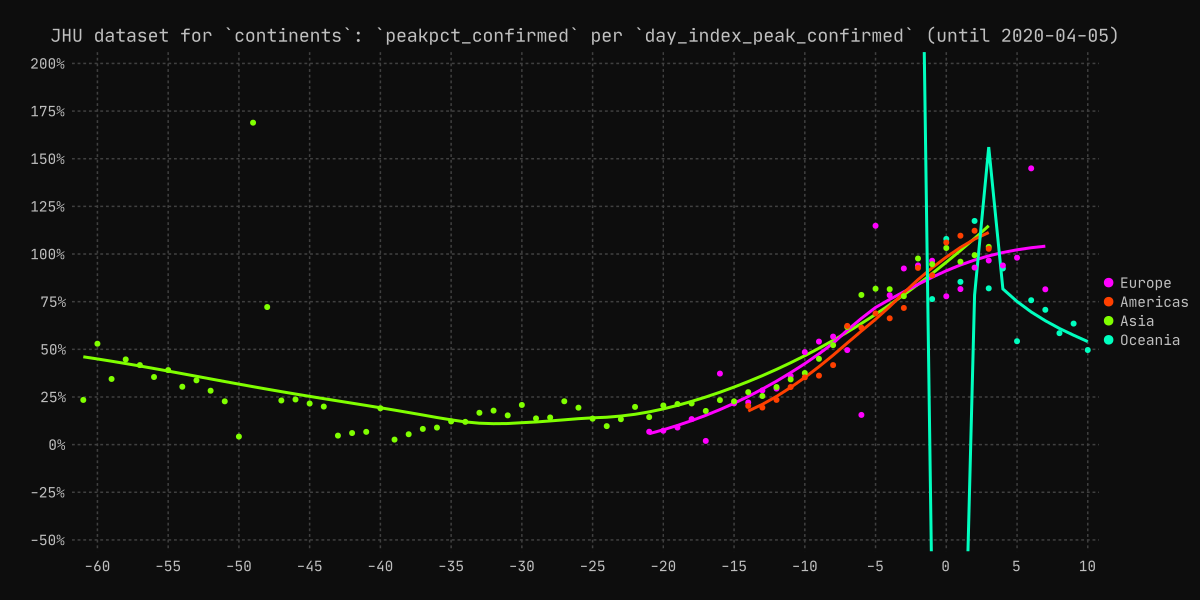 JHU dataset for `continents`: `peakpct_confirmed` per `day_index_peak_confirmed` (until 2020-04-05)
200%
175%
150%
125%
100%
75%
50%
25%
0%
-25%
-50%
-60 -55 -50 -45 -40 -35 -30 -25 -20 -15 -10 -5 0 5 10
Europe
Americas
Asia
Oceania